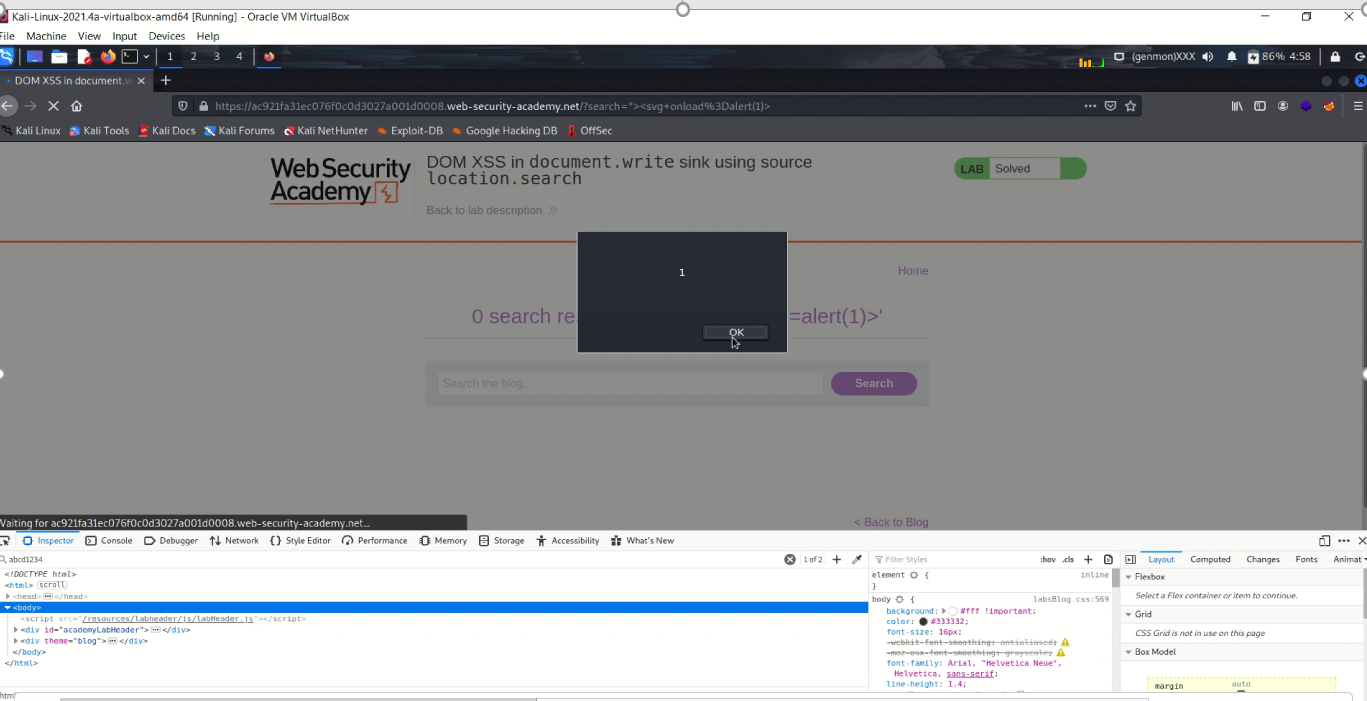 Kali-Linux-2021.4a-virtualbox-amd64 [Running] - Oracle VM VirtualBox
File Machine View Input Devices Help
1 2 3 4 (genmon)XXX 86% 4:58
DOM XSS in document.w
https://ac921fa31ec076f0c0d3027a001d0008.web-security-academy.net/?search="><svg+onload%3Dalert(1)>
Kali Linux Kali Tools Kali Docs Kali Forums Kali NetHunter Exploit-DB Google Hacking DB OffSec
Web Security
Academy
DOM XSS in document.write sink using source
location.search
LAB Solved
Back to lab description
1
OK
Home
0 search re =alert(1)>'
Search the blog... Search
< Back to Blog
Waiting for ac921fa31ec076f0c0d3027a001d0008.web-security-academy.net...
Inspector Console Debugger Network {} Style Editor Performance Memory Storage Accessibility What's New
abcd1234 1 of 2 Filter Styles :hov .cls Layout Computed Changes Fonts Animat
<!DOCTYPE html>
<html> scroll
<head> </head>
<body>
<script src="/resources/labheader/js/labHeader.js"></script>
<div id="academyLabHeader"> </div>
<div theme="blog"> </div>
</body>
</html>
html
element { inline
}
body { labsBlog.css:569
background: #fff !important;
color: #333332;
font-size: 16px;
-webkit-font-smoothing: antialiased;
-moz-osx-font-smoothing: grayscale;
font-family: Arial, "Helvetica Neue",
Helvetica, sans-serif;
line-height: 1.4;
Flexbox
Select a Flex container or item to continue.
Grid
CSS Grid is not in use on this page
Box Model
margin auto